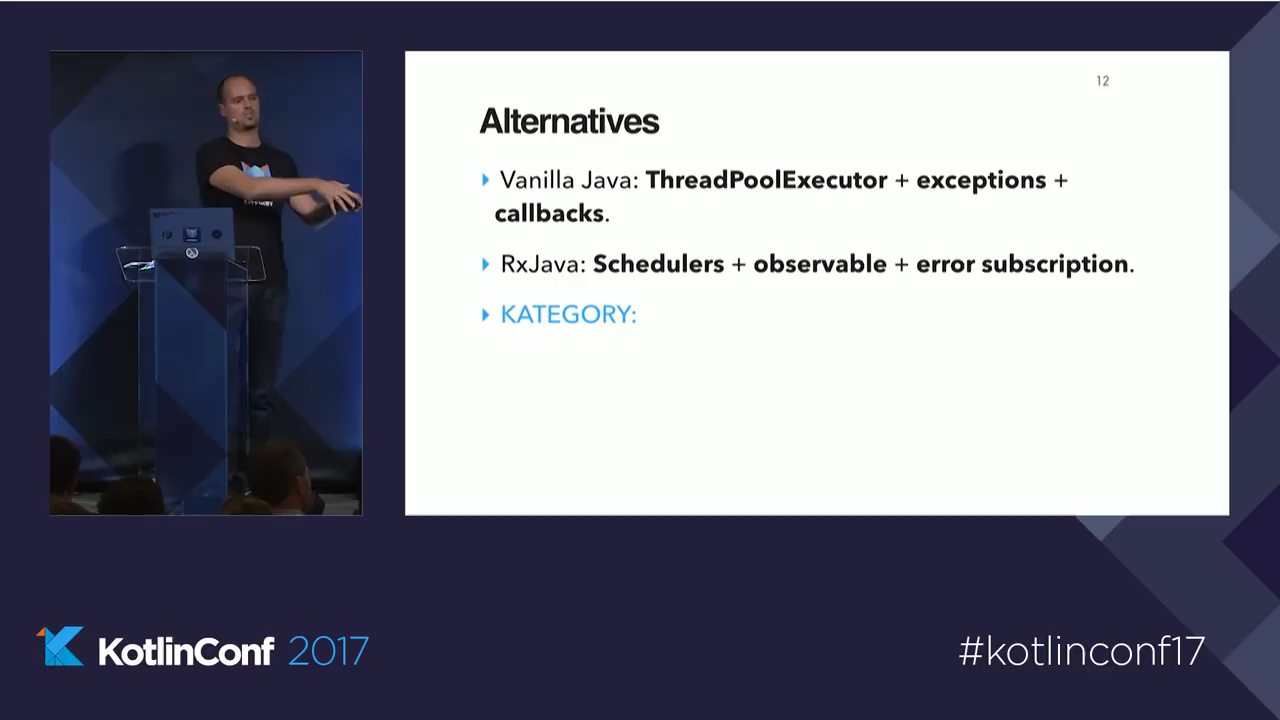 12
Alternatives
Vanilla Java: ThreadPoolExecutor + exceptions +
callbacks.
RxJava: Schedulers + observable + error subscription.
KATEGORY:
KotlinConf 2017
#kotlinconf17